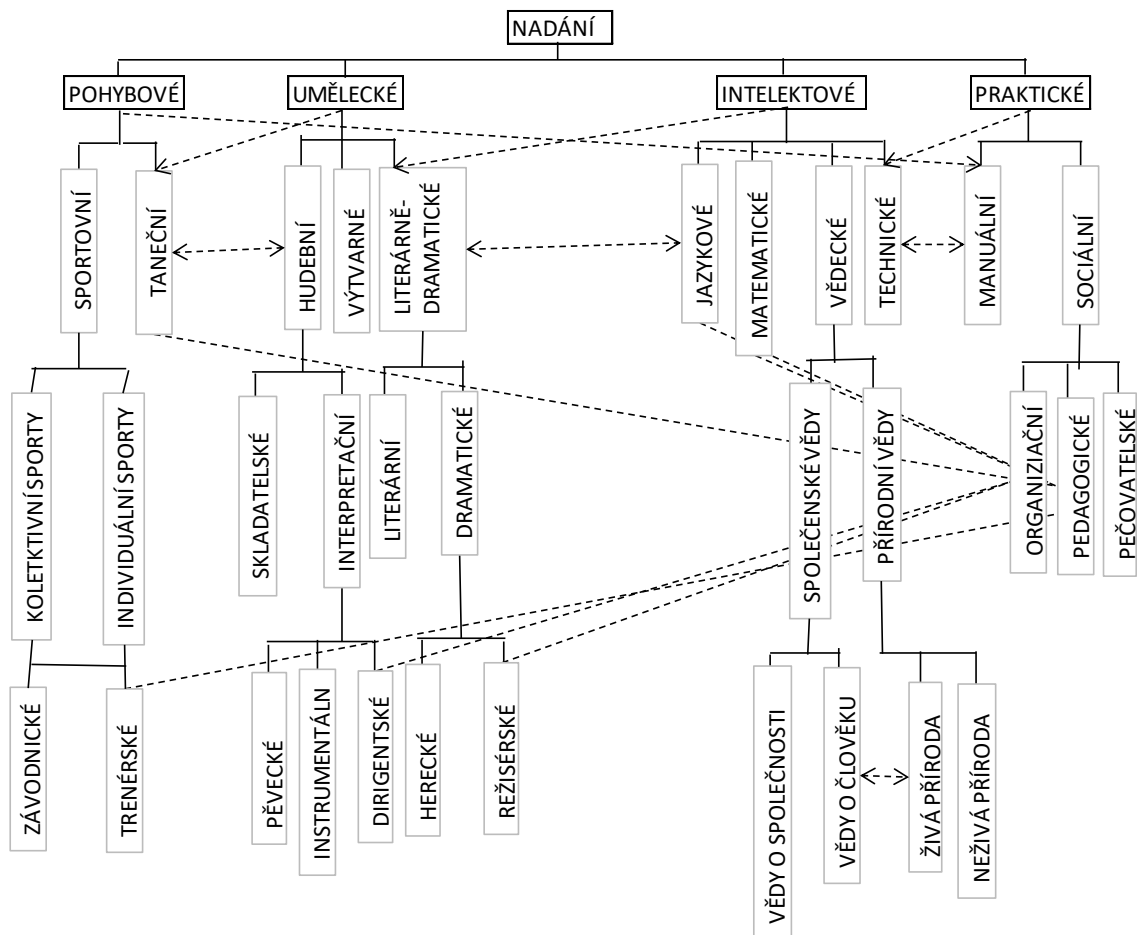 NADÁNÍ
POHYBOVÉ
UMĚLECKÉ
INTELEKTOVÉ
PRAKTICKÉ
SPORTOVNÍ
TANEČNÍ
HUDEBNÍ
VÝTVARNÉ
LITERÁRNĚ-
DRAMATICKÉ
JAZYKOVÉ
MATEMATICKÉ
VĚDECKÉ
TECHNICKÉ
MANUÁLNÍ
SOCIÁLNÍ
KOLETKTIVNÍ SPORTY
INDIVIDUÁLNÍ SPORTY
SKLADATELSKÉ
INTERPRETAČNÍ
LITERÁRNÍ
DRAMATICKÉ
SPOLEČENSKÉ VĚDY
PŘÍRODNÍ VĚDY
ORGANIZIAČNÍ
PEDAGOGICKÉ
PEČOVATELSKÉ
ZÁVODNICKÉ
TRENÉRSKÉ
PĚVECKÉ
INSTRUMENTÁLN
DIRIGENTSKÉ
HERECKÉ
REŽISÉRSKÉ
VĚDY O SPOLEČNOSTI
VĚDY O ČLOVĚKU
ŽIVÁ PŘÍRODA
NEŽIVÁ PŘÍRODA